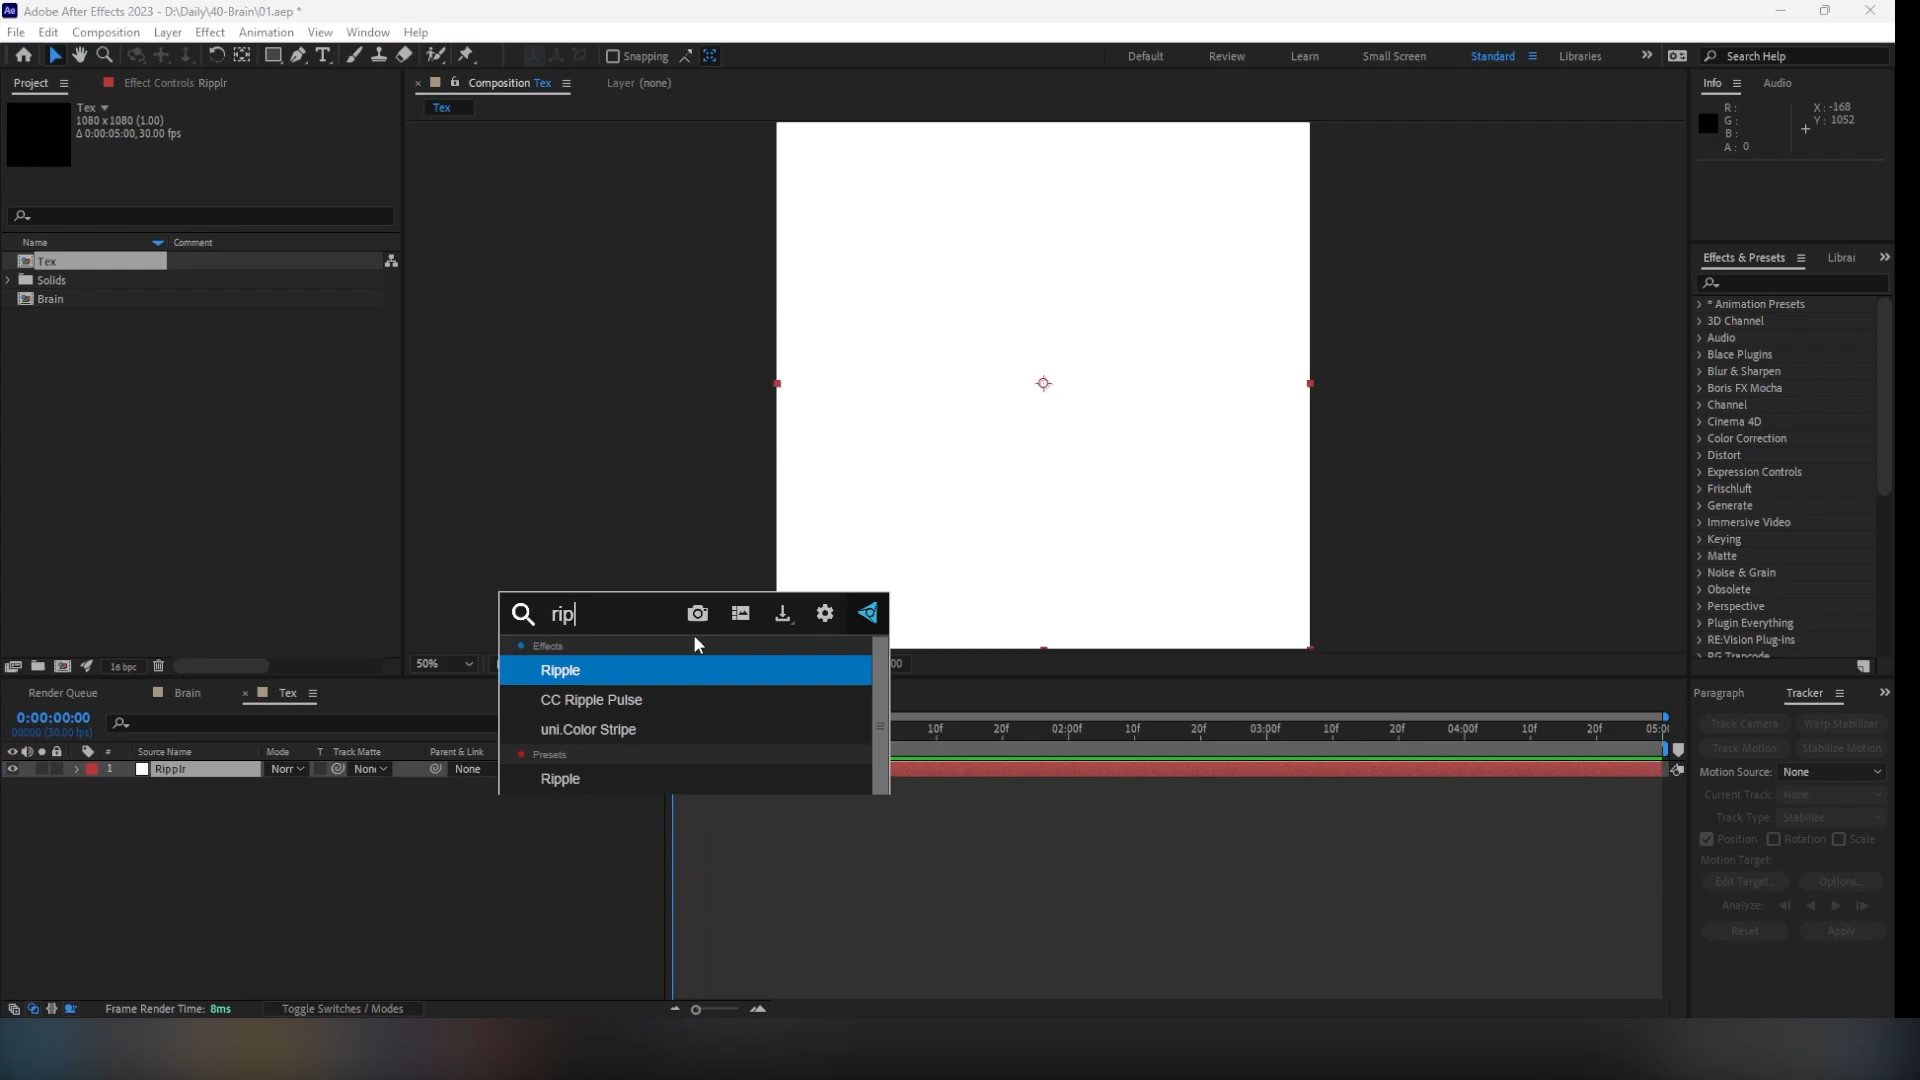 Adobe After Effects 2023 - D:\Daily\40-Brain\01.aep *
File Edit Composition Layer Effect Animation View Window Help
Snapping
Default Review Learn Small Screen Standard Libraries
Search Help
Project
Effect Controls Ripplr
Composition Tex
Layer (none)
Info
Audio
Tex
1080 x 1080 (1.00)
Δ 0:00:05:00, 30.00 fps
Tex
R:
G:
B:
A: 0
X: -168
Y: 1052
Name Comment
Tex
Solids
Brain
Effects & Presets
Librai
* Animation Presets
3D Channel
Audio
Blace Plugins
Blur & Sharpen
Boris FX Mocha
Channel
Cinema 4D
Color Correction
Distort
Expression Controls
Frischluft
Generate
Immersive Video
Keying
Matte
Noise & Grain
Obsolete
Perspective
Plugin Everything
RE:Vision Plug-ins
PG Trancode
rip
Effects
Ripple
CC Ripple Pulse
uni.Color Stripe
Presets
Ripple
16 bpc
50%
00
Render Queue
Brain
Tex
0:00:00:00
00000 (30.00 fps)
# Source Name Mode T Track Matte Parent & Link
1 Ripplr Norr None None
10f 20f 02:00f 10f 20f 03:00f 10f 20f 04:00f 10f 20f 05:0
Paragraph
Tracker
Track Camera Warp Stabilizer
Track Motion Stabilize Motion
Motion Source: None
Current Track: None
Track Type: Stabilize
Position Rotation Scale
Motion Target:
Edit Target... Options...
Analyze:
Reset Apply
Frame Render Time: 8ms
Toggle Switches / Modes